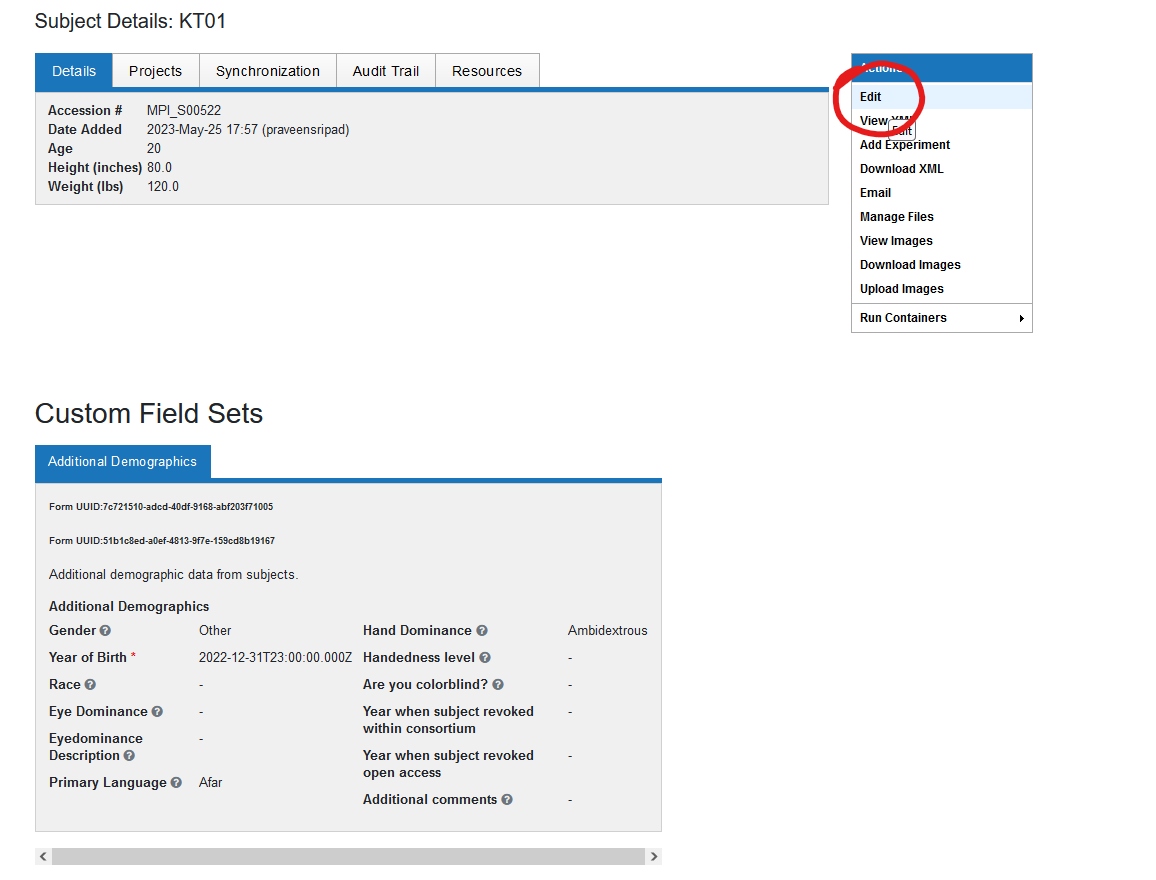 Subject Details: KT01
Details Projects Synchronization Audit Trail Resources
Accession # MPI_S00522
Date Added 2023-May-25 17:57 (praveensripad)
Age 20
Height (inches) 80.0
Weight (lbs) 120.0
Actions
Edit
View XML
Edit
Add Experiment
Download XML
Email
Manage Files
View Images
Download Images
Upload Images
Run Containers
Custom Field Sets
Additional Demographics
Form UUID:7c721510-adcd-40df-9168-abf203f71005
Form UUID:51b1c8ed-a0ef-4813-9f7e-159cd8b19167
Additional demographic data from subjects.
Additional Demographics
Gender Other
Year of Birth * 2022-12-31T23:00:00.000Z
Race -
Eye Dominance -
Eyedominance -
Description
Primary Language Afar
Hand Dominance Ambidextrous
Handedness level -
Are you colorblind? -
Year when subject revoked -
within consortium
Year when subject revoked -
open access
Additional comments -